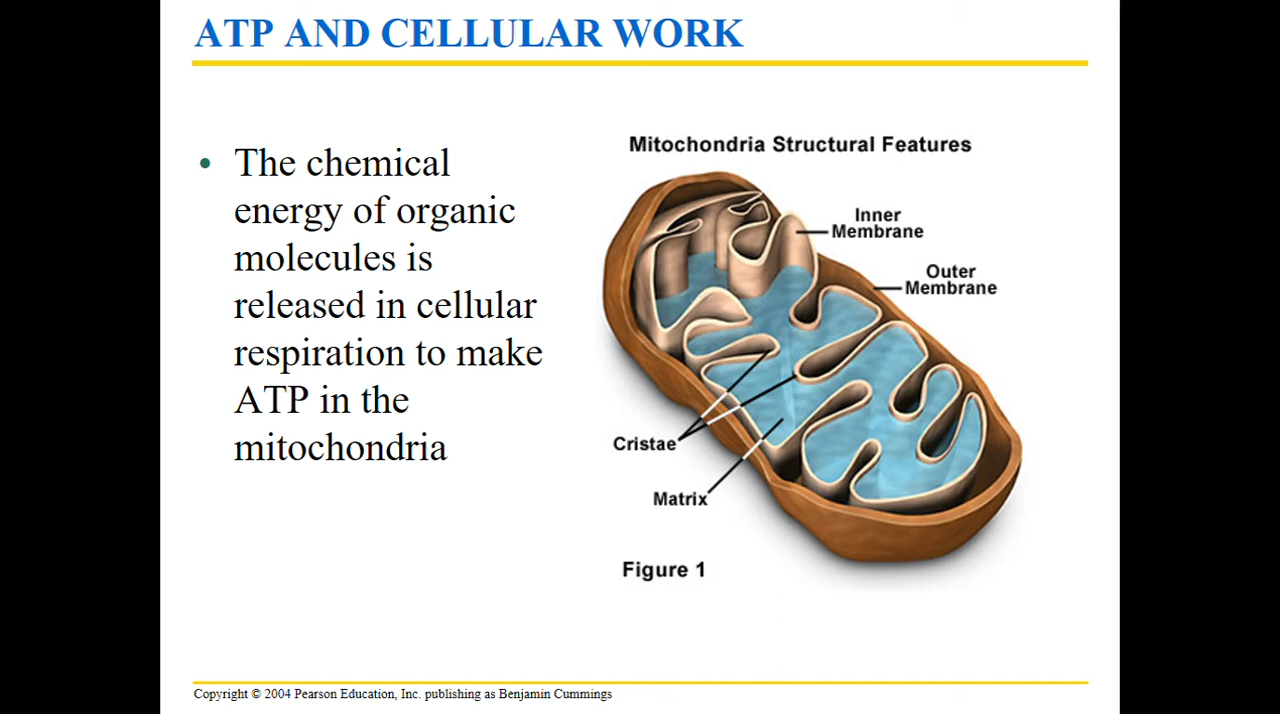 ATP AND CELLULAR WORK
• The chemical
energy of organic
molecules is
released in cellular
respiration to make
ATP in the
mitochondria
Mitochondria Structural Features
Inner
Membrane
Outer
Membrane
Cristae
Matrix
Figure 1
Copyright © 2004 Pearson Education, Inc. publishing as Benjamin Cummings